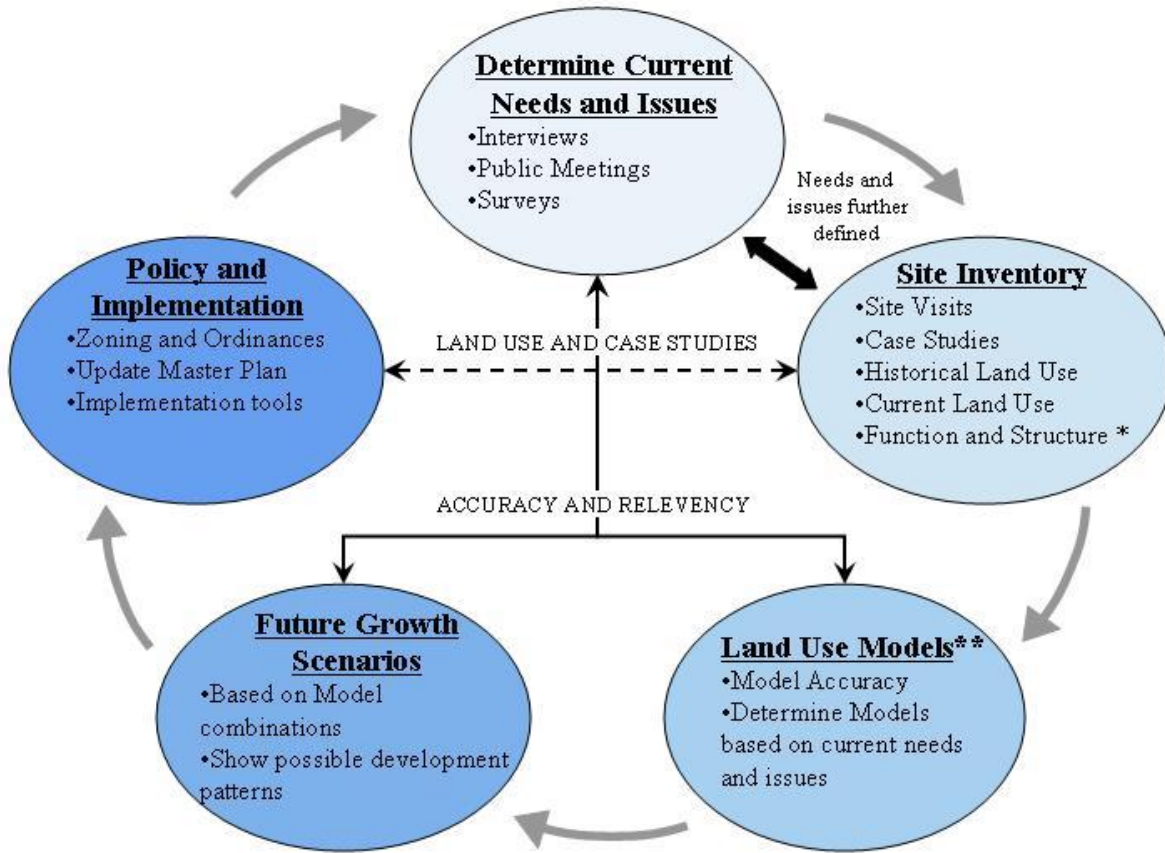 Determine Current
Needs and Issues
•Interviews
•Public Meetings
•Surveys
Needs and
issues further
defined
Site Inventory
•Site Visits
•Case Studies
•Historical Land Use
•Current Land Use
•Function and Structure *
Policy and
Implementation
•Zoning and Ordinances
•Update Master Plan
•Implementation tools
LAND USE AND CASE STUDIES
ACCURACY AND RELEVENCY
Land Use Models**
•Model Accuracy
•Determine Models
based on current needs
and issues
Future Growth
Scenarios
•Based on Model
combinations
•Show possible development
patterns